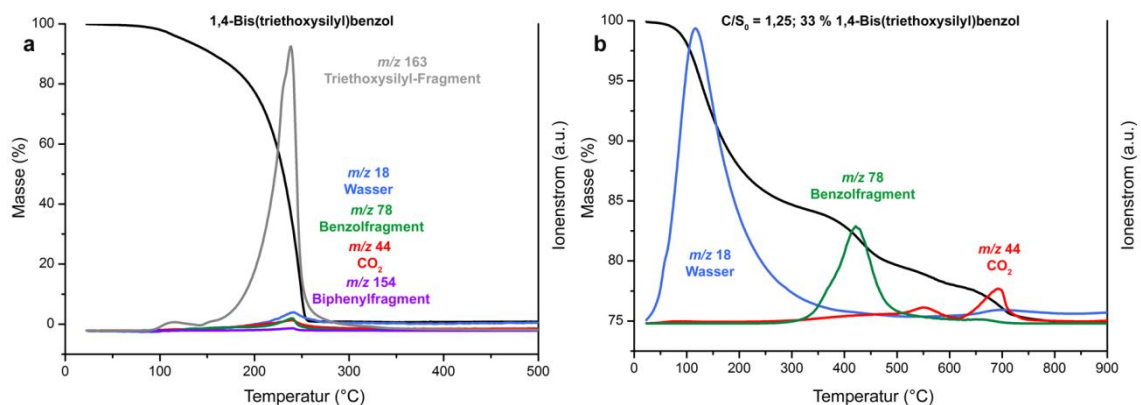 1,4-Bis(triethoxysilyl)benzol
a
m/z 163
Triethoxysilyl-Fragment
m/z 18
Wasser
m/z 78
Benzolfragment
m/z 44
CO₂
m/z 154
Biphenylfragment
Masse (%)
100
80
60
40
20
0
Ionenstrom (a.u.)
0 100 200 300 400 500
Temperatur (°C)
C/S₀ = 1,25; 33 % 1,4-Bis(triethoxysilyl)benzol
b
m/z 78
Benzolfragment
m/z 18
Wasser
m/z 44
CO₂
Masse (%)
100
95
90
85
80
75
Ionenstrom (a.u.)
0 100 200 300 400 500 600 700 800 900
Temperatur (°C)